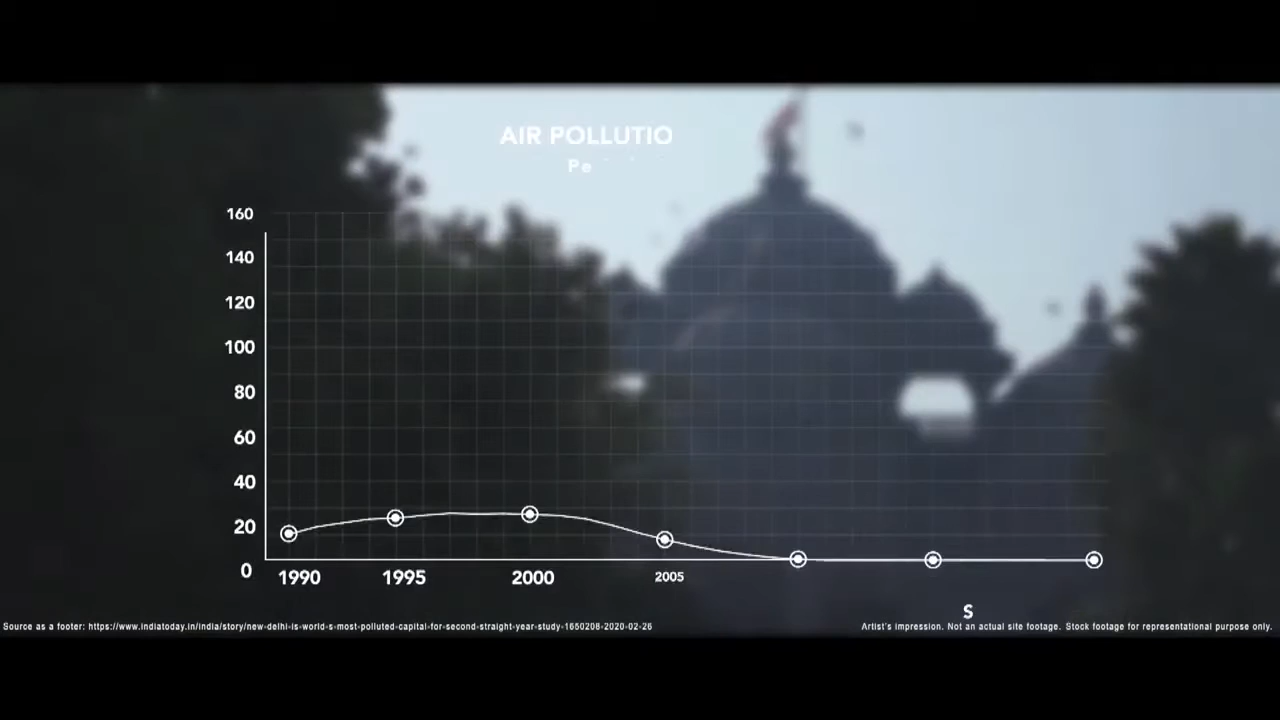 AIR POLLUTIO
Pe
160
140
120
100
80
60
40
20
0
1990 1995 2000 2005
S
Source as a footer: https://www.indiatoday.in/india/story/new-delhi-is-world-s-most-polluted-capital-for-second-straight-year-study-1650208-2020-02-26
Artist's impression. Not an actual site footage. Stock footage for representational purpose only.